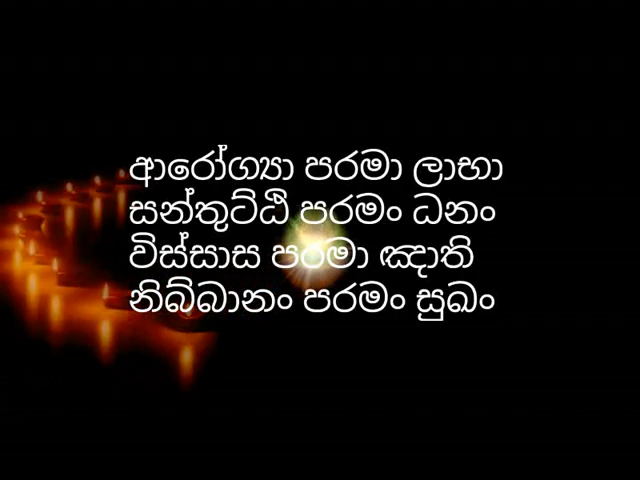 ආරෝග්‍යා පරමා ලාභා
සන්තුට්ඨි පරමං ධනං
විස්සාස පරමා ඤාති
නිබ්බානං පරමං සුඛං